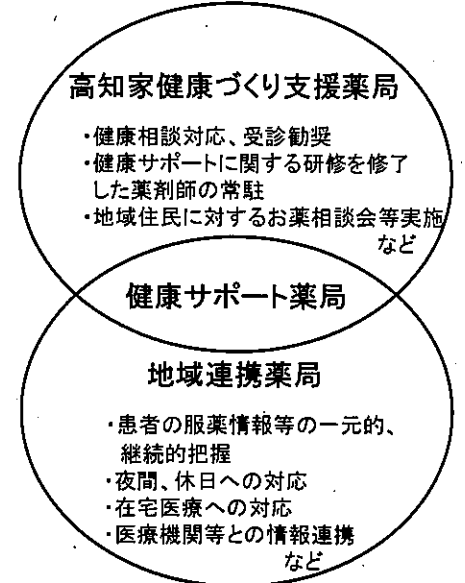 高知家健康づくり支援薬局
・健康相談対応、受診勧奨
・健康サポートに関する研修を修了
した薬剤師の常駐
・地域住民に対するお薬相談会等実施
など
健康サポート薬局
地域連携薬局
・患者の服薬情報等の一元的、
継続的把握
・夜間、休日への対応
・在宅医療への対応
・医療機関等との情報連携
など